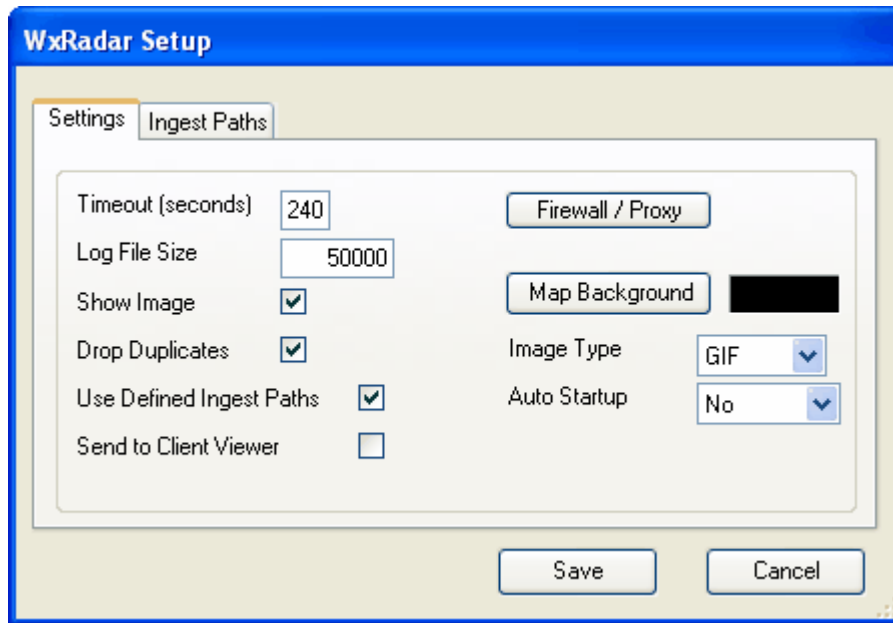 WxRadar Setup
Settings
Ingest Paths
Timeout (seconds) 240
Log File Size 50000
Show Image
Drop Duplicates
Use Defined Ingest Paths
Send to Client Viewer
Firewall / Proxy
Map Background
Image Type GIF
Auto Startup No
Save
Cancel